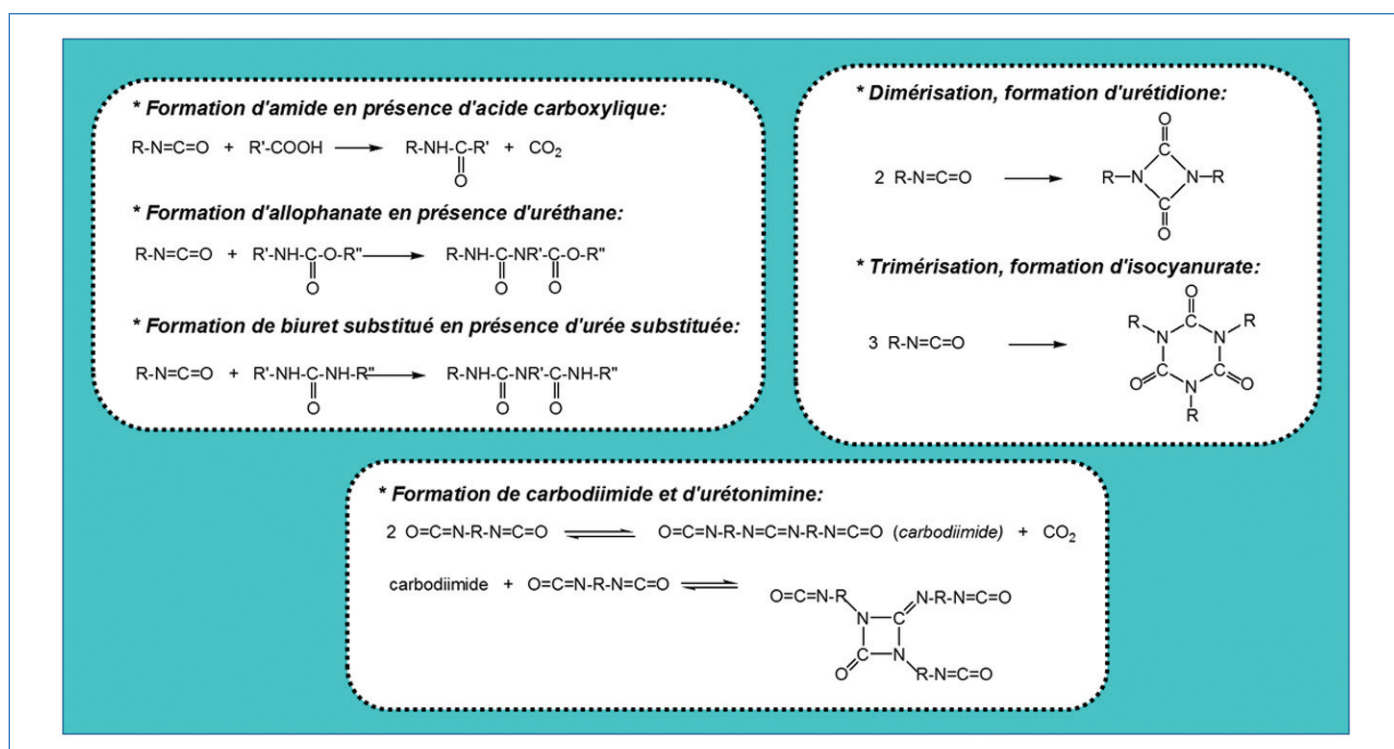 * Formation d'amide en présence d'acide carboxylique:
R-N=C=O + R'-COOH R-NH-C-R' + CO2
O
* Formation d'allophanate en présence d'uréthane:
R-N=C=O + R'-NH-C-O-R" R-NH-C-NR'-C-O-R"
O O O
* Formation de biuret substitué en présence d'urée substituée:
R-N=C=O + R'-NH-C-NH-R" R-NH-C-NR'-C-NH-R"
O O O
* Dimérisation, formation d'urétidione:
O
C
2 R-N=C=O R-N N-R
C
O
* Trimérisation, formation d'isocyanurate:
O
R C R
N N
3 R-N=C=O
O C C O
N
R
* Formation de carbodiimide et d'urétonimine:
2 O=C=N-R-N=C=O O=C=N-R-N=C=N-R-N=C=O (carbodiimide) + CO2
carbodiimide + O=C=N-R-N=C=O
O=C=N-R N-R-N=C=O
N C
C N
O R-N=C=O